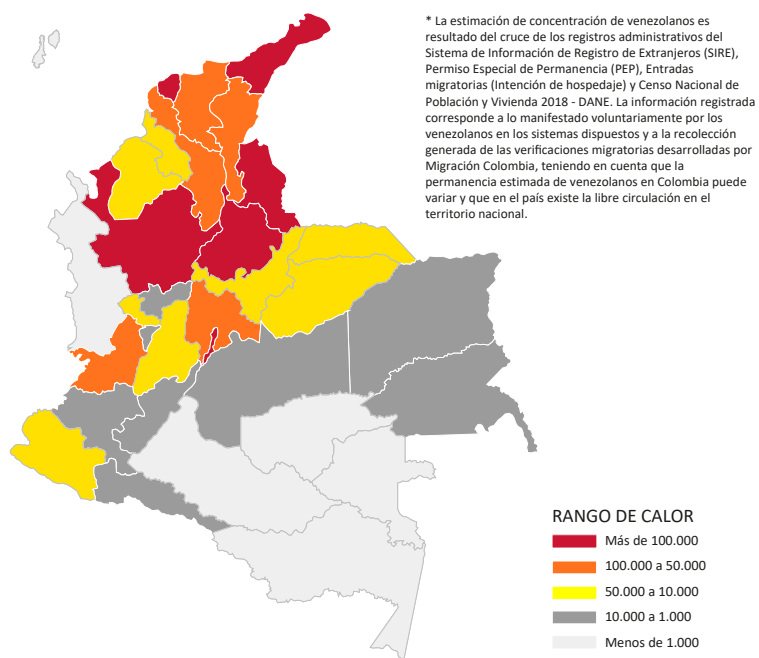 * La estimación de concentración de venezolanos es
resultado del cruce de los registros administrativos del
Sistema de Información de Registro de Extranjeros (SIRE),
Permiso Especial de Permanencia (PEP), Entradas
migratorias (Intención de hospedaje) y Censo Nacional de
Población y Vivienda 2018 - DANE. La información registrada
corresponde a lo manifestado voluntariamente por los
venezolanos en los sistemas dispuestos y a la recolección
generada de las verificaciones migratorias desarrolladas por
Migración Colombia, teniendo en cuenta que la
permanencia estimada de venezolanos en Colombia puede
variar y que en el país existe la libre circulación en el
territorio nacional.
RANGO DE CALOR
Más de 100.000
100.000 a 50.000
50.000 a 10.000
10.000 a 1.000
Menos de 1.000